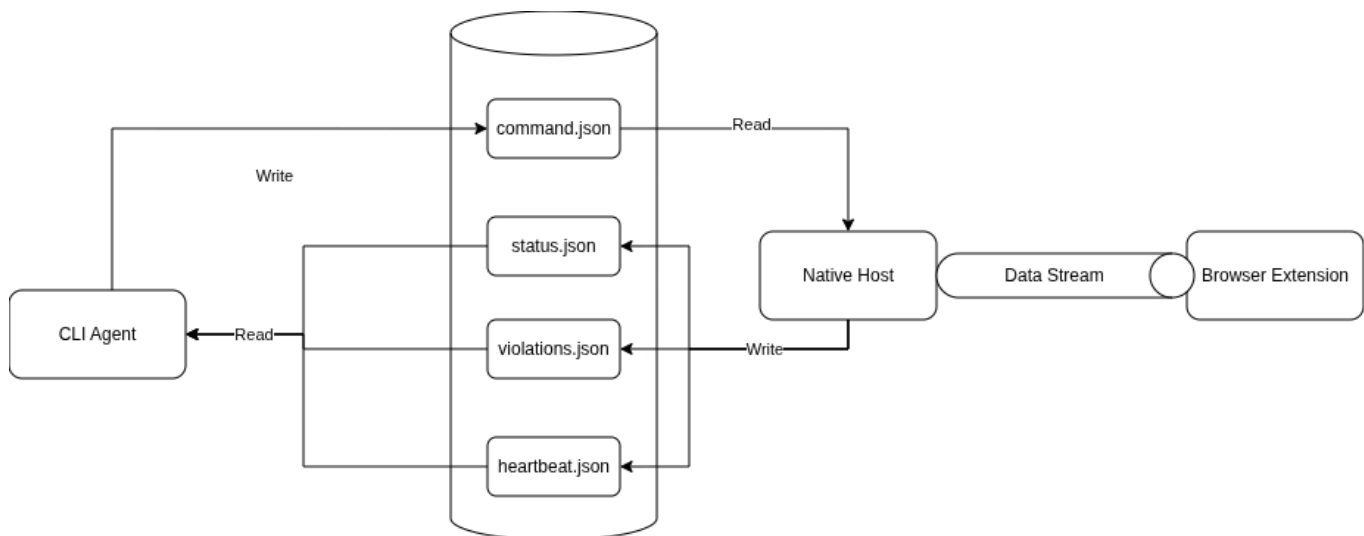 command.json
Read
Write
status.json
Native Host
Data Stream
Browser Extension
CLI Agent
Read
violations.json
Write
heartbeat.json